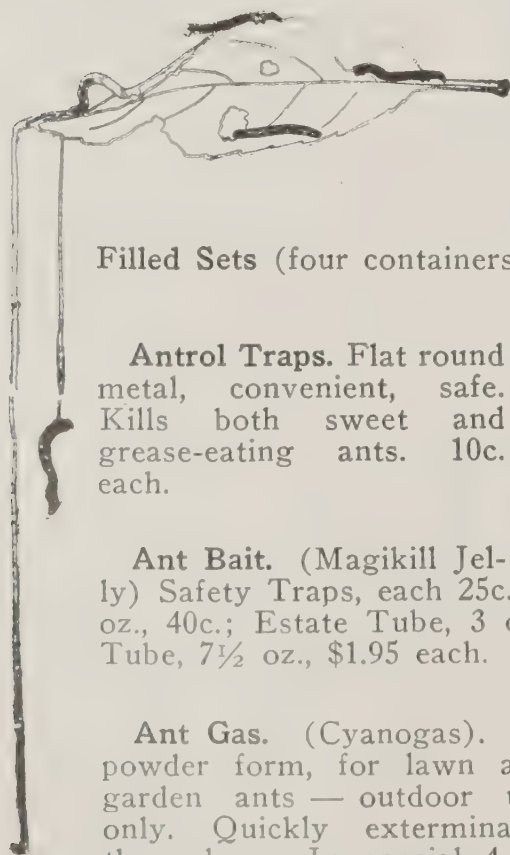 Filled Sets (four containers
Antrol Traps. Flat round
metal, convenient, safe.
Kills both sweet and
grease-eating ants. 10c.
each.
Ant Bait. (Magikill Jel-
ly) Safety Traps, each 25c.
oz., 40c.; Estate Tube, 3
Tube, 7½ oz., $1.95 each.
Ant Gas. (Cyanogas).
powder form, for lawn
garden ants — outdoor
only. Quickly extermina